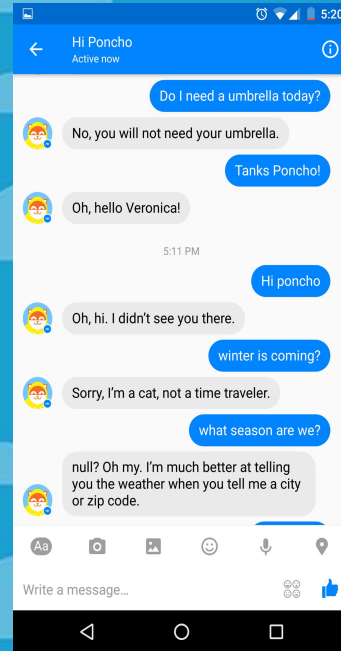 5:20
Hi Poncho
Active now
Do I need a umbrella today?
No, you will not need your umbrella.
Tanks Poncho!
Oh, hello Veronica!
5:11 PM
Hi poncho
Oh, hi. I didn't see you there.
winter is coming?
Sorry, I'm a cat, not a time traveler.
what season are we?
null? Oh my. I'm much better at telling
you the weather when you tell me a city
or zip code.
Aa
Write a message...